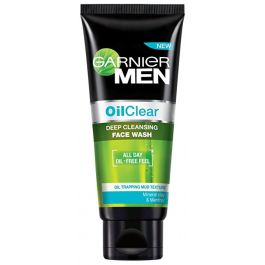 NEW
GARNIER
MEN
OilClear
DEEP CLEANSING
FACE WASH
ALL DAY
OIL-FREE FEEL
OIL TRAPPING MUD TEXTURE
Mineral clay
& Menthol